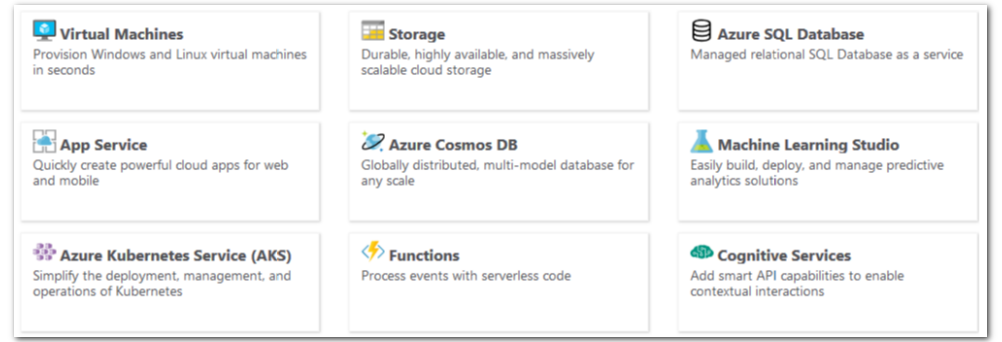 Virtual Machines
Provision Windows and Linux virtual machines
in seconds
Storage
Durable, highly available, and massively
scalable cloud storage
Azure SQL Database
Managed relational SQL Database as a service
App Service
Quickly create powerful cloud apps for web
and mobile
Azure Cosmos DB
Globally distributed, multi-model database for
any scale
Machine Learning Studio
Easily build, deploy, and manage predictive
analytics solutions
Azure Kubernetes Service (AKS)
Simplify the deployment, management, and
operations of Kubernetes
Functions
Process events with serverless code
Cognitive Services
Add smart API capabilities to enable
contextual interactions